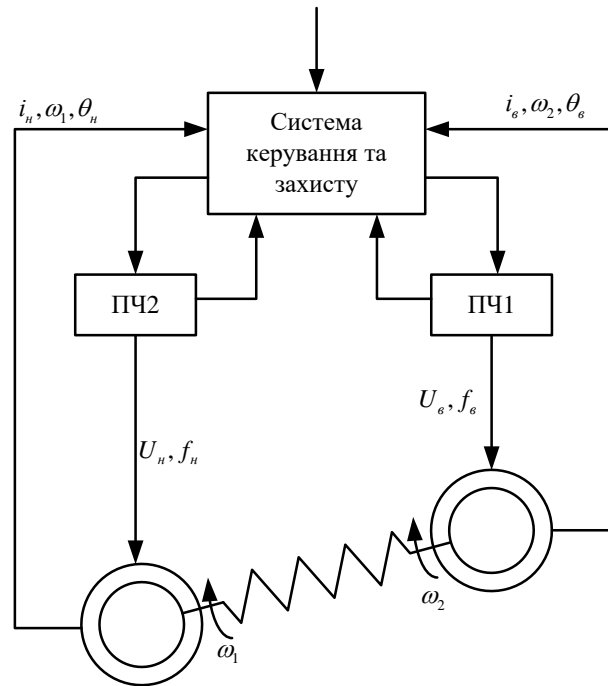 i_н, ω_1, θ_н
i_в, ω_2, θ_в
Система
керування та
захисту
ПЧ2
ПЧ1
U_в, f_в
U_н, f_н
ω_2
ω_1